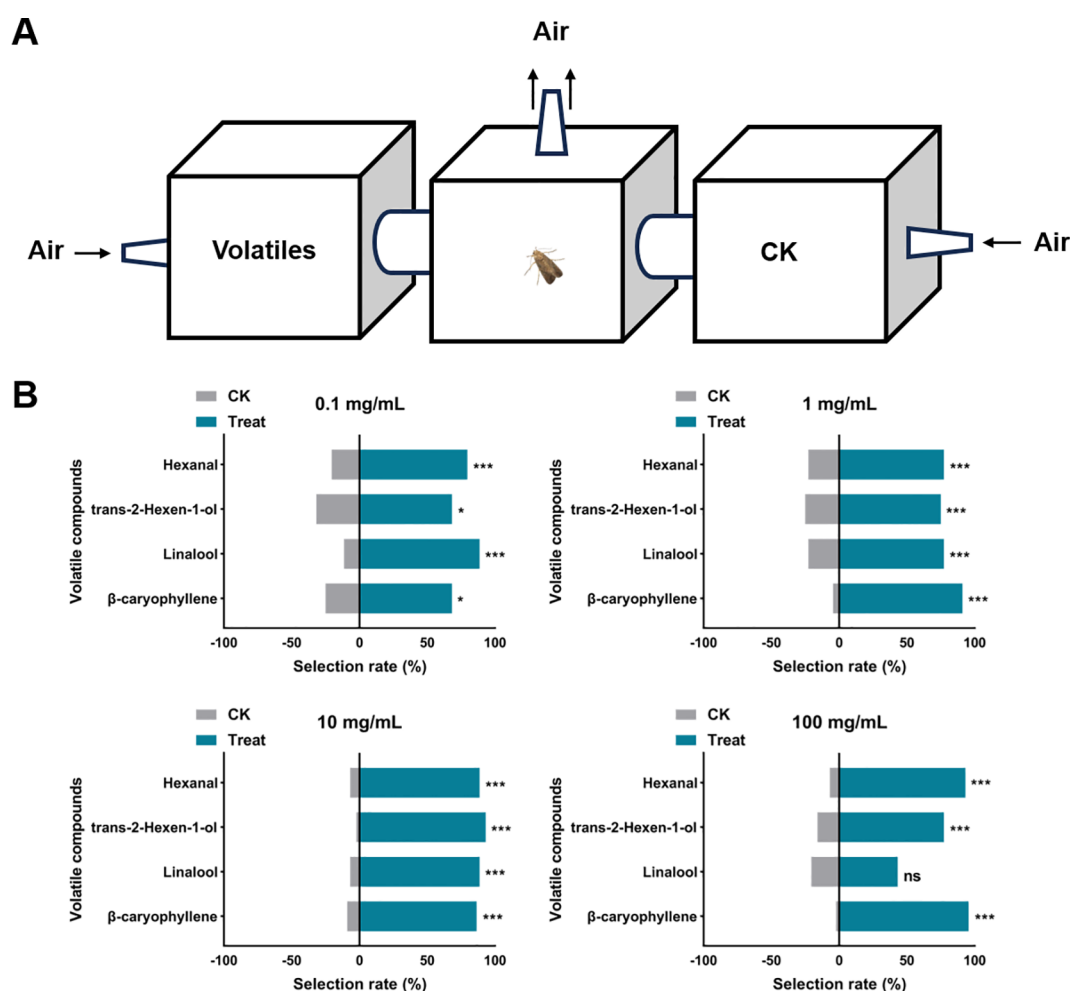 A
Air
Air
Volatiles
CK
Air
B
CK
Treat
0.1 mg/mL
Volatile compounds
Hexanal
***
trans-2-Hexen-1-ol
*
Linalool
***
β-caryophyllene
*
-100 -50 0 50 100
Selection rate (%)
CK
Treat
1 mg/mL
Volatile compounds
Hexanal
***
trans-2-Hexen-1-ol
***
Linalool
***
β-caryophyllene
***
-100 -50 0 50 100
Selection rate (%)
CK
Treat
10 mg/mL
Volatile compounds
Hexanal
***
trans-2-Hexen-1-ol
***
Linalool
***
β-caryophyllene
***
-100 -50 0 50 100
Selection rate (%)
CK
Treat
100 mg/mL
Volatile compounds
Hexanal
***
trans-2-Hexen-1-ol
***
Linalool
ns
β-caryophyllene
***
-100 -50 0 50 100
Selection rate (%)